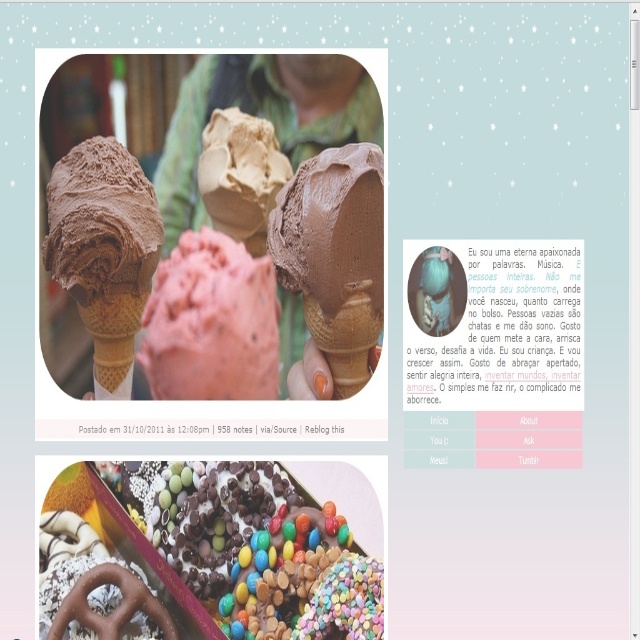 Eu sou uma eterna apaixonada
por palavras. Música. E
pessoas inteiras. Não me
importa seu sobrenome, onde
você nasceu, quanto carrega
no bolso. Pessoas vazias são
chatas e me dão sono. Gosto
de quem mete a cara, arrisca
o verso, desafia a vida. Eu sou criança. E vou
crescer assim. Gosto de abraçar apertado,
sentir alegria inteira, inventar mundos, inventar
amores. O simples me faz rir, o complicado me
aborrece.
Início About
You (: Ask
Meus! Tumblr
Postado em 31/10/2011 às 12:08pm | 958 notes | via/Source | Reblog this